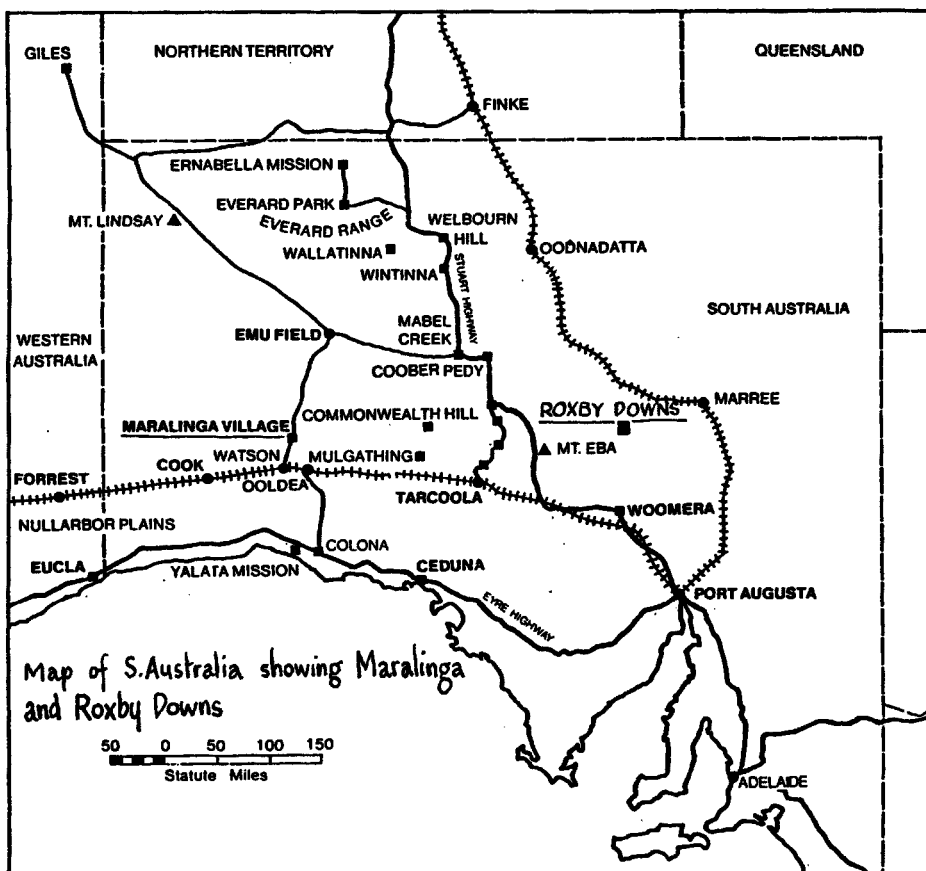 GILES
NORTHERN TERRITORY
QUEENSLAND
FINKE
ERNABELLA MISSION
EVERARD PARK
EVERARD RANGE
MT. LINDSAY
WELBOURN
HILL
WALLATINNA
WINTINNA
STUART HIGHWAY
OODNADATTA
SOUTH AUSTRALIA
MABEL
CREEK
EMU FIELD
WESTERN
AUSTRALIA
COOBER PEDY
ROXBY DOWNS
MARREE
COMMONWEALTH HILL
MARALINGA VILLAGE
MT. EBA
WATSON
MULGATHING
COOK
FORREST
OOLDEA
TARCOOLA
WOOMERA
NULLARBOR PLAINS
COLONA
EUCLA
YALATA MISSION
CEDUNA
PORT AUGUSTA
EYRE HIGHWAY
Map of S.Australia showing Maralinga
and Roxby Downs
50 0 50 100 150
Statute Miles
ADELAIDE